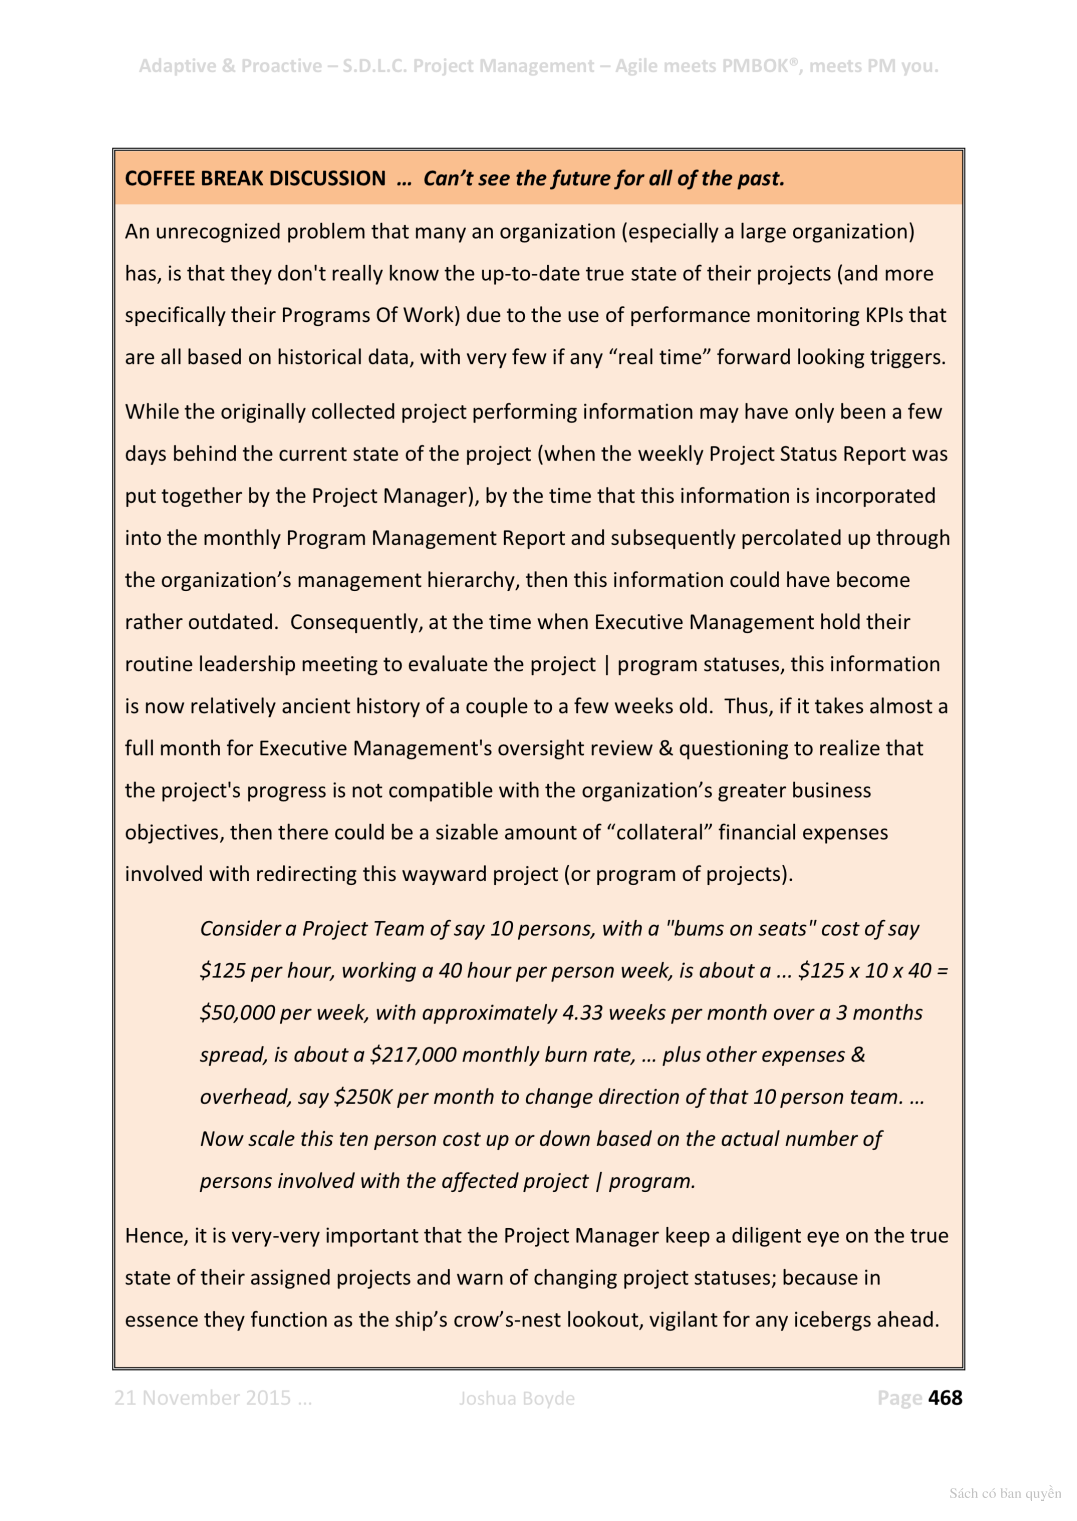 Adaptive & Proactive – S.D.L.C. Project Management – Agile meets PMBOK®, meets PM you.
COFFEE BREAK DISCUSSION … Can’t see the future for all of the past.
An unrecognized problem that many an organization (especially a large organization)
has, is that they don't really know the up-to-date true state of their projects (and more
specifically their Programs Of Work) due to the use of performance monitoring KPIs that
are all based on historical data, with very few if any “real time” forward looking triggers.
While the originally collected project performing information may have only been a few
days behind the current state of the project (when the weekly Project Status Report was
put together by the Project Manager), by the time that this information is incorporated
into the monthly Program Management Report and subsequently percolated up through
the organization’s management hierarchy, then this information could have become
rather outdated.  Consequently, at the time when Executive Management hold their
routine leadership meeting to evaluate the project | program statuses, this information
is now relatively ancient history of a couple to a few weeks old.  Thus, if it takes almost a
full month for Executive Management's oversight review & questioning to realize that
the project's progress is not compatible with the organization’s greater business
objectives, then there could be a sizable amount of “collateral” financial expenses
involved with redirecting this wayward project (or program of projects).
Consider a Project Team of say 10 persons, with a "bums on seats" cost of say
$125 per hour, working a 40 hour per person week, is about a ... $125 x 10 x 40 =
$50,000 per week, with approximately 4.33 weeks per month over a 3 months
spread, is about a $217,000 monthly burn rate, … plus other expenses &
overhead, say $250K per month to change direction of that 10 person team. …
Now scale this ten person cost up or down based on the actual number of
persons involved with the affected project | program.
Hence, it is very-very important that the Project Manager keep a diligent eye on the true
state of their assigned projects and warn of changing project statuses; because in
essence they function as the ship’s crow’s-nest lookout, vigilant for any icebergs ahead.
21 November 2015 … Joshua Boyde Page 468
Sách có bản quyền